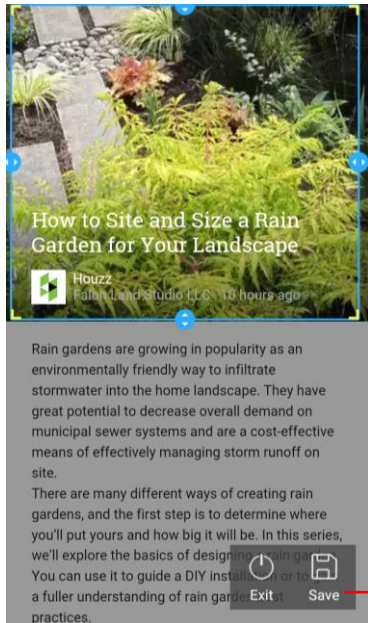 How to Site and Size a Rain
Garden for Your Landscape
Houzz
Falon Land Studio LLC · 10 hours ago
Rain gardens are growing in popularity as an
environmentally friendly way to infiltrate
stormwater into the home landscape. They have
great potential to decrease overall demand on
municipal sewer systems and are a cost-effective
means of effectively managing storm runoff on
site.
There are many different ways of creating rain
gardens, and the first step is to determine where
you'll put yours and how big it will be. In this series,
we'll explore the basics of designing a rain
You can use it to guide a DIY or to
a fuller understanding of rain
practices.
Exit Save